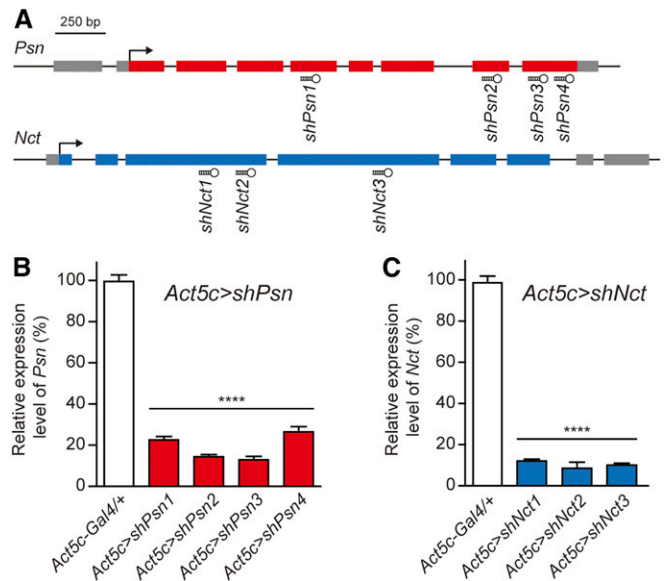 A
250 bp
Psn
shPsn1
shPsn2
shPsn3
shPsn4
Nct
shNct1
shNct2
shNct3
B
Act5c>shPsn
Relative expression
level of Psn (%)
100
80
60
40
20
0
****
Act5c-Gal4/+
Act5c>shPsn1
Act5c>shPsn2
Act5c>shPsn3
Act5c>shPsn4
C
Act5c>shNct
Relative expression
level of Nct (%)
100
80
60
40
20
0
****
Act5c-Gal4/+
Act5c>shNct1
Act5c>shNct2
Act5c>shNct3